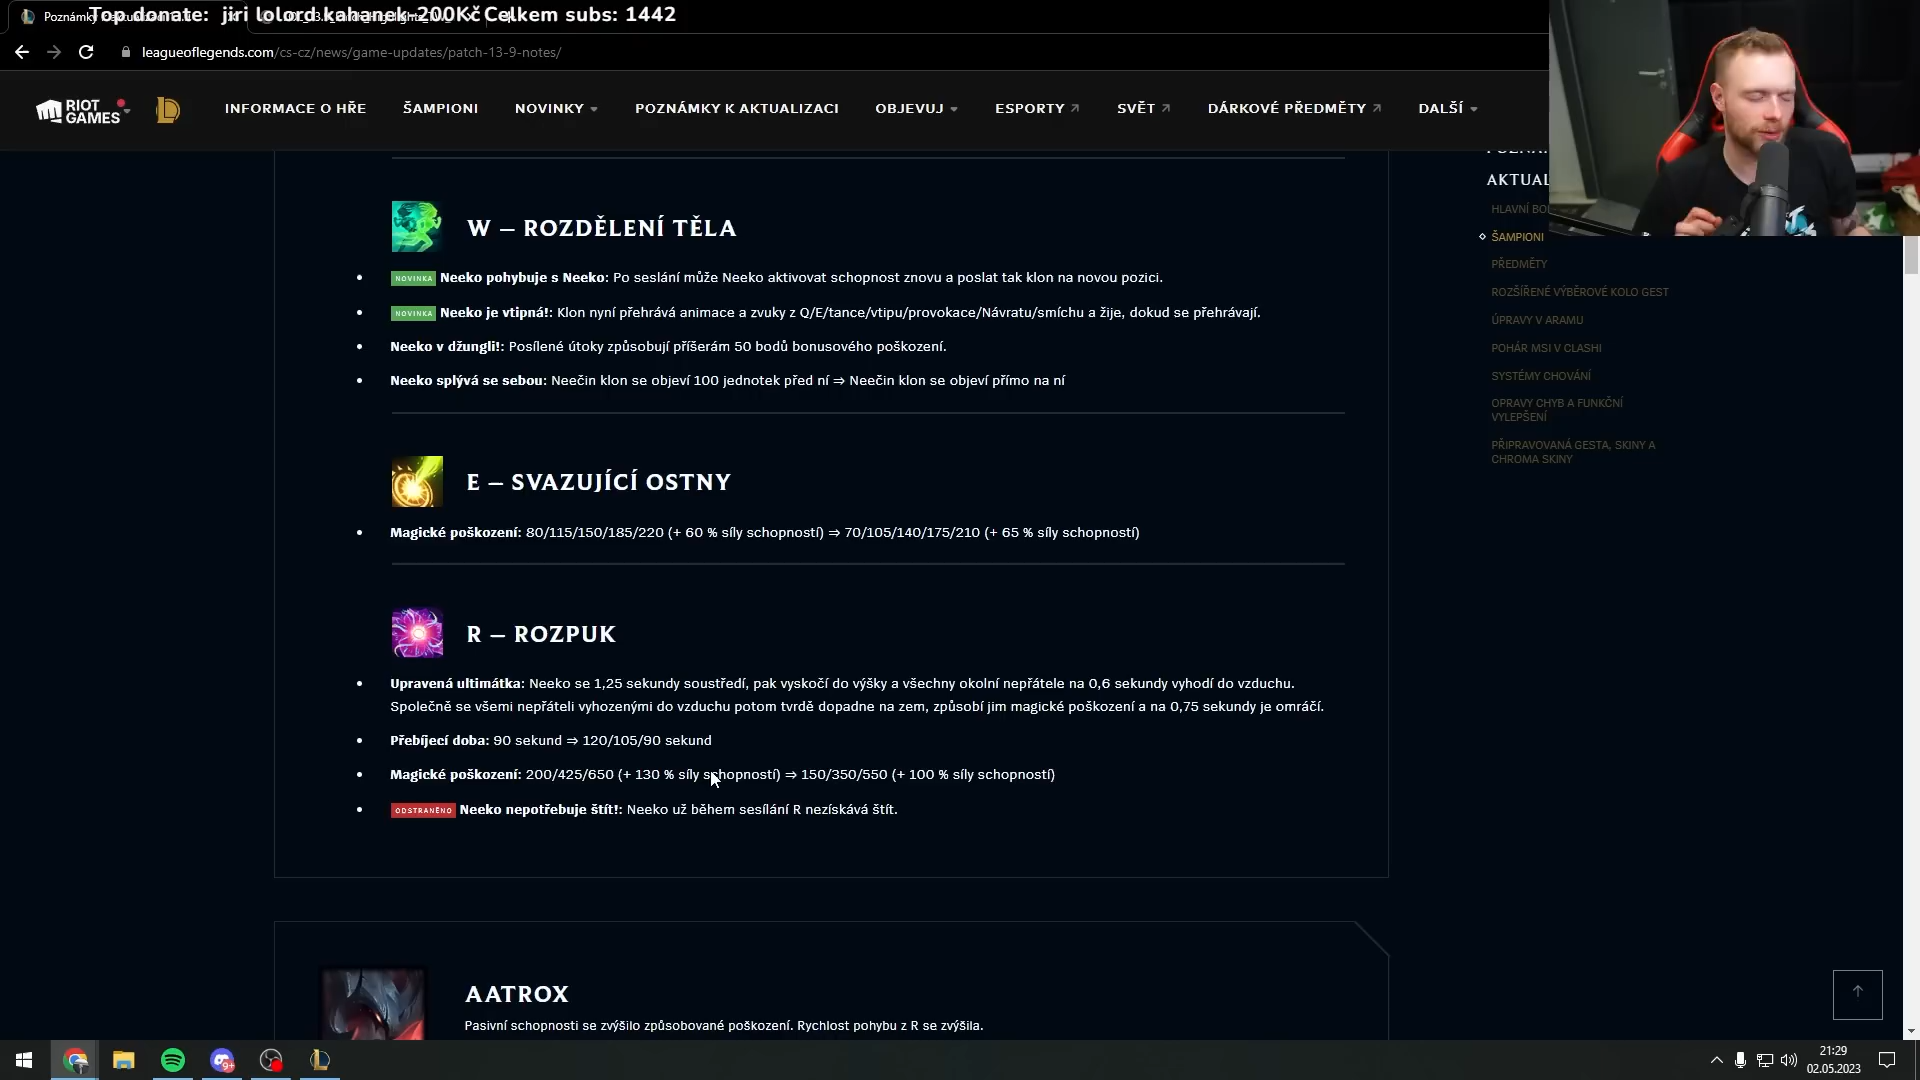 Top donate: jiri lolord kahanek-200Kč Celkem subs: 1442
leagueoflegends.com/cs-cz/news/game-updates/patch-13-9-notes/
RIOT GAMES
INFORMACE O HŘE
ŠAMPIONI
NOVINKY
POZNÁMKY K AKTUALIZACI
OBJEVUJ
ESPORTY
SVĚT
DÁRKOVÉ PŘEDMĚTY
DALŠÍ
W – ROZDĚLENÍ TĚLA
NOVINKA Neeko pohybuje s Neeko: Po seslání může Neeko aktivovat schopnost znovu a poslat tak klon na novou pozici.
NOVINKA Neeko je vtipná!: Klon nyní přehrává animace a zvuky z Q/E/tance/vtipu/provokace/Návratu/smíchu a žije, dokud se přehrávají.
Neeko v džungli!: Posílené útoky způsobují příšerám 50 bodů bonusového poškození.
Neeko splývá se sebou: Neečin klon se objeví 100 jednotek před ní ⇒ Neečin klon se objeví přímo na ní
E – SVAZUJÍCÍ OSTNY
Magické poškození: 80/115/150/185/220 (+ 60 % síly schopností) ⇒ 70/105/140/175/210 (+ 65 % síly schopností)
R – ROZPUK
Upravená ultimátka: Neeko se 1,25 sekundy soustředí, pak vyskočí do výšky a všechny okolní nepřátele na 0,6 sekundy vyhodí do vzduchu.
Společně se všemi nepřáteli vyhozenými do vzduchu potom tvrdě dopadne na zem, způsobí jim magické poškození a na 0,75 sekundy je omráčí.
Přebíjecí doba: 90 sekund ⇒ 120/105/90 sekund
Magické poškození: 200/425/650 (+ 130 % síly schopností) ⇒ 150/350/550 (+ 100 % síly schopností)
ODSTRANĚNO Neeko nepotřebuje štít!: Neeko už během sesílání R nezískává štít.
AATROX
Pasivní schopnosti se zvýšilo způsobované poškození. Rychlost pohybu z R se zvýšila.
AKTUAL
HLAVNÍ BO
ŠAMPIONI
PŘEDMĚTY
ROZŠÍŘENÉ VÝBĚROVÉ KOLO GEST
ÚPRAVY V ARAMU
POHÁR MSI V CLASHI
SYSTÉMY CHOVÁNÍ
OPRAVY CHYB A FUNKČNÍ
VYLEPŠENÍ
PŘIPRAVOVANÁ GESTA, SKINY A
CHROMA SKINY
9+
21:29
02.05.2023